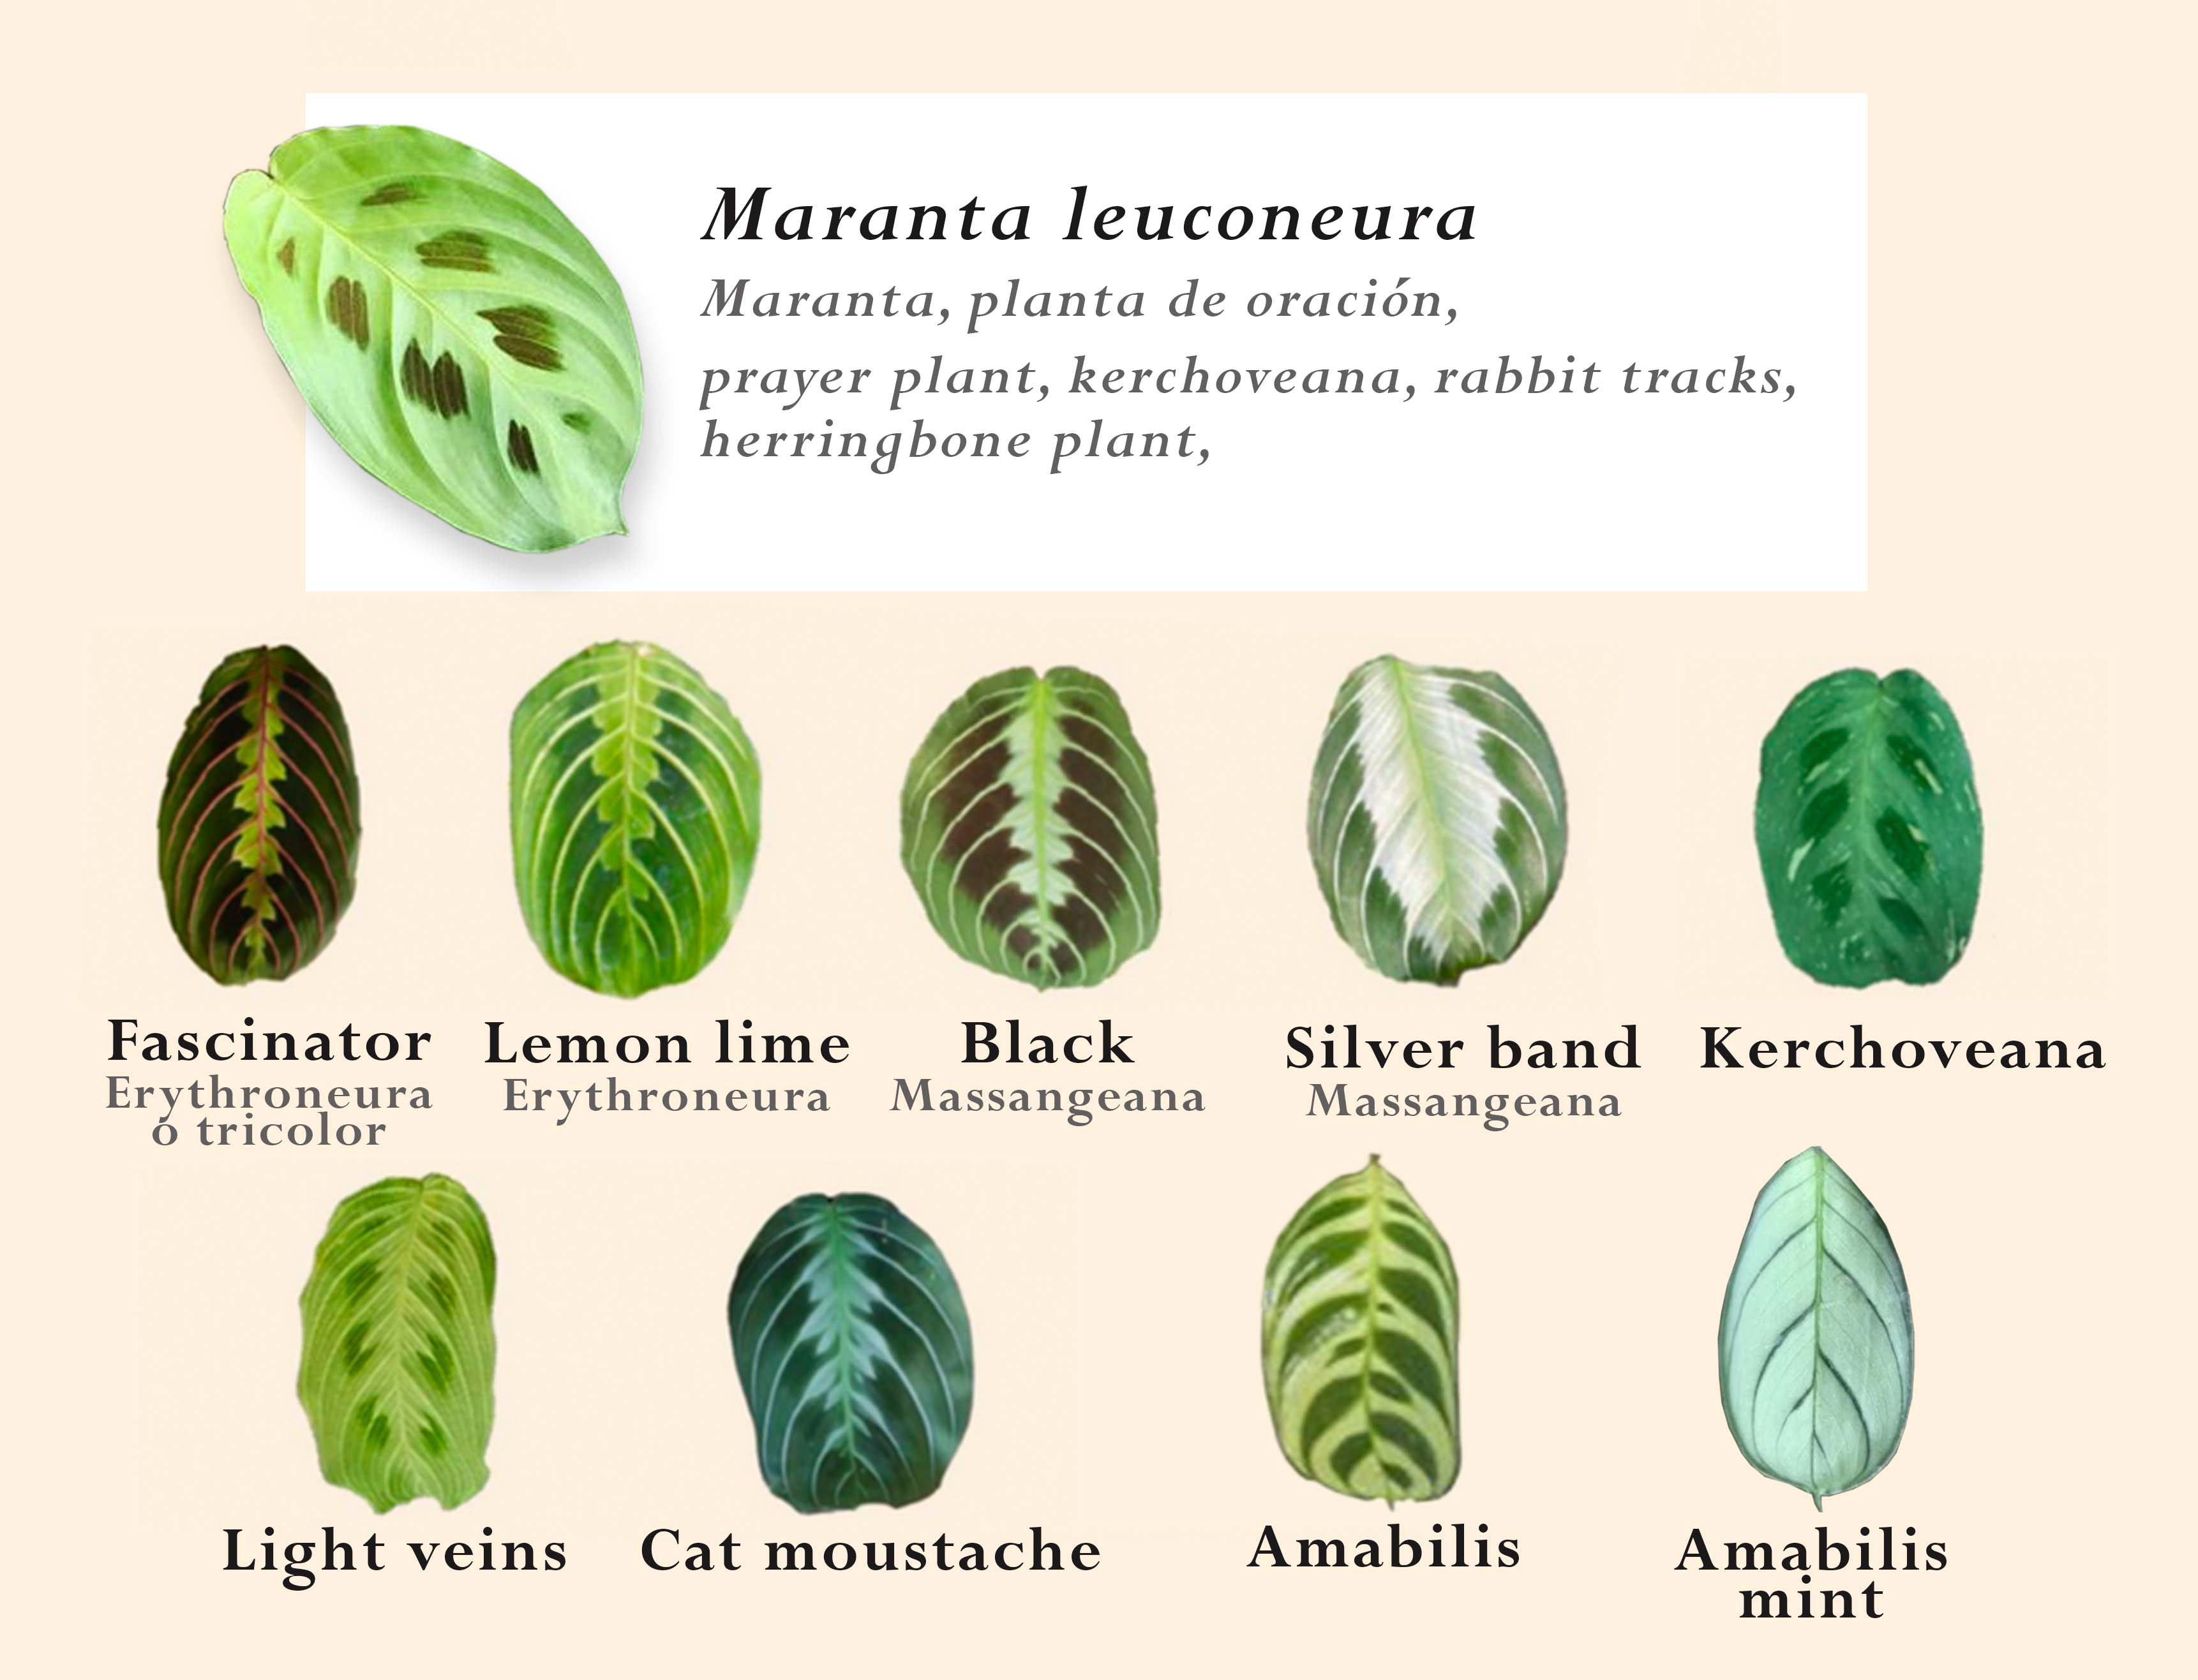 Maranta leuconeura
Maranta, planta de oración,
prayer plant, kerchoveana, rabbit tracks,
herringbone plant,
Fascinator
Erythroneura
ó tricolor
Lemon lime
Erythroneura
Black
Massangeana
Silver band
Massangeana
Kerchoveana
Light veins
Cat moustache
Amabilis
Amabilis
mint